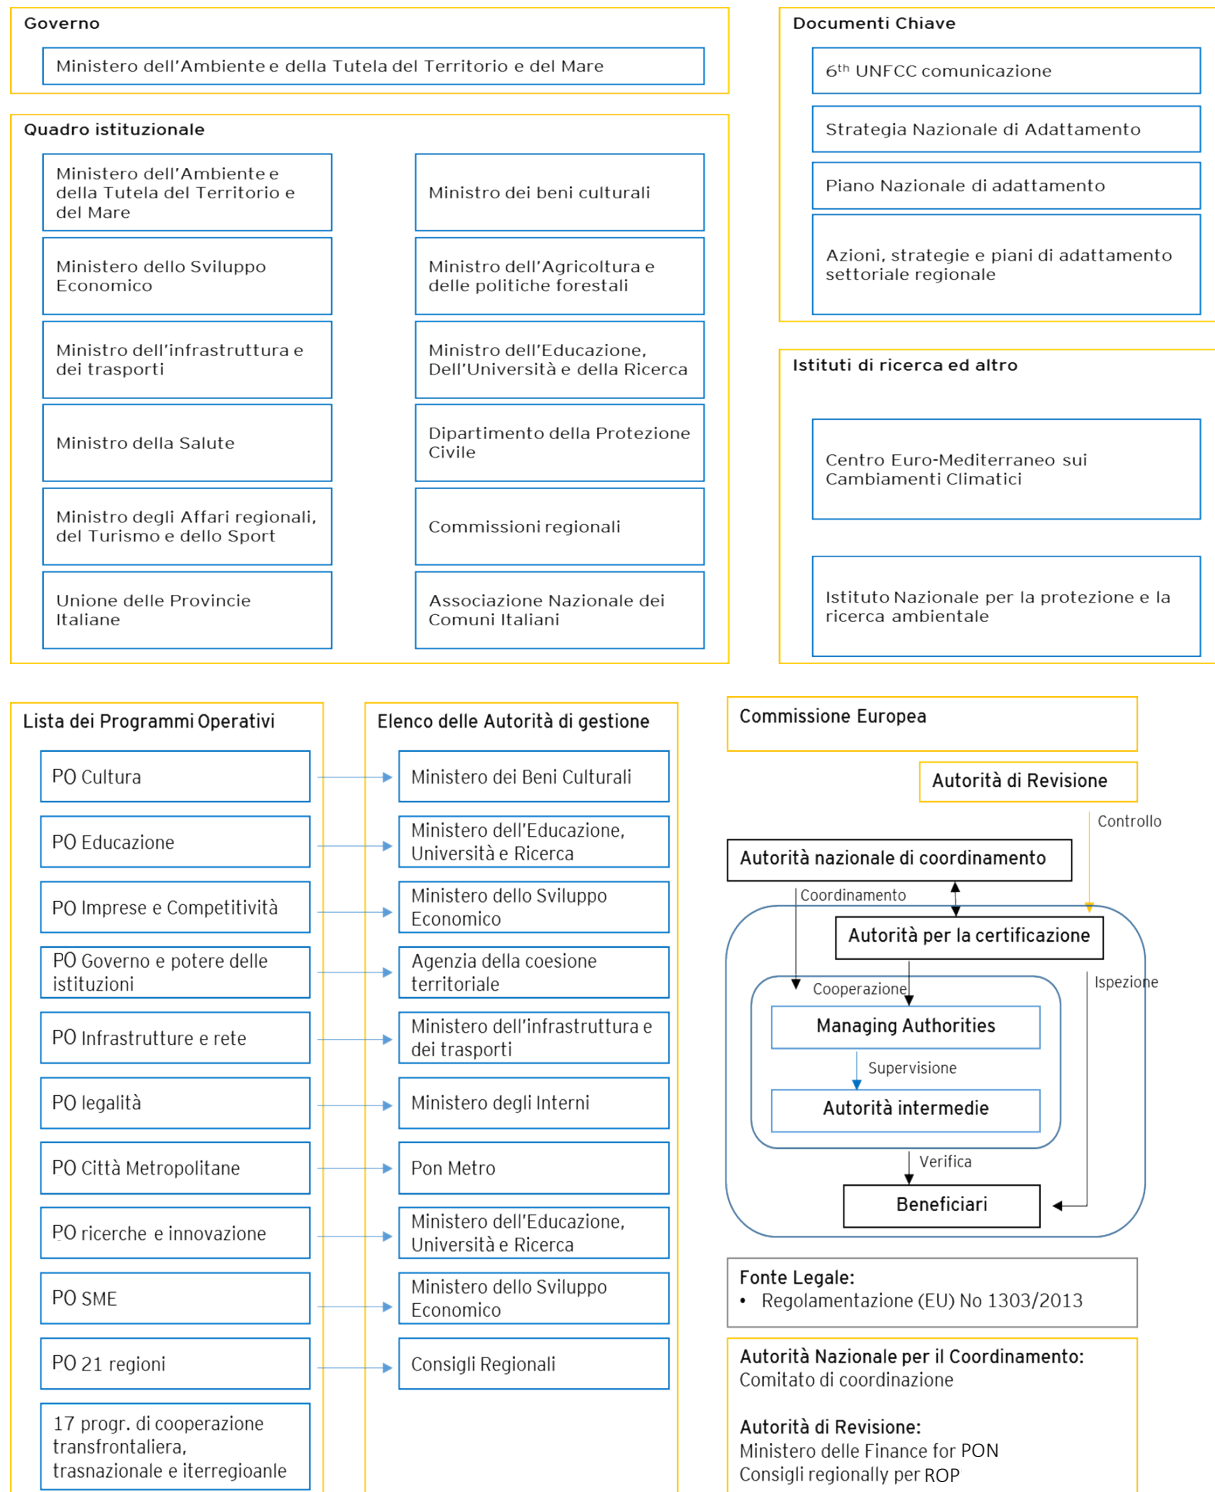 Governo
Ministero dell'Ambiente e della Tutela del Territorio e del Mare
Quadro istituzionale
Ministero dell'Ambiente e
della Tutela del Territorio e
del Mare
Ministro dei beni culturali
Ministero dello Sviluppo
Economico
Ministro dell'Agricoltura e
delle politiche forestali
Ministro dell'infrastruttura e
dei trasporti
Ministro dell'Educazione,
Dell'Università e della Ricerca
Ministro della Salute
Dipartimento della Protezione
Civile
Ministro degli Affari regionali,
del Turismo e dello Sport
Commissioni regionali
Unione delle Provincie
Italiane
Associazione Nazionale dei
Comuni Italiani
Documenti Chiave
6th UNFCC comunicazione
Strategia Nazionale di Adattamento
Piano Nazionale di adattamento
Azioni, strategie e piani di adattamento
settoriale regionale
Istituti di ricerca ed altro
Centro Euro-Mediterraneo sui
Cambiamenti Climatici
Istituto Nazionale per la protezione e la
ricerca ambientale
Lista dei Programmi Operativi
PO Cultura
PO Educazione
PO Imprese e Competitività
PO Governo e potere delle
istituzioni
PO Infrastrutture e rete
PO legalità
PO Città Metropolitane
PO ricerche e innovazione
PO SME
PO 21 regioni
17 progr. di cooperazione
transfrontaliera,
trasnazionale e iterregioanle
Elenco delle Autorità di gestione
Ministero dei Beni Culturali
Ministero dell'Educazione,
Università e Ricerca
Ministero dello Sviluppo
Economico
Agenzia della coesione
territoriale
Ministero dell'infrastruttura e
dei trasporti
Ministero degli Interni
Pon Metro
Ministero dell'Educazione,
Università e Ricerca
Ministero dello Sviluppo
Economico
Consigli Regionali
Commissione Europea
Autorità di Revisione
Controllo
Autorità nazionale di coordinamento
Coordinamento
Autorità per la certificazione
Cooperazione
Ispezione
Managing Authorities
Supervisione
Autorità intermedie
Verifica
Beneficiari
Fonte Legale:
• Regolamentazione (EU) No 1303/2013
Autorità Nazionale per il Coordinamento:
Comitato di coordinazione
Autorità di Revisione:
Ministero delle Finance for PON
Consigli regionally per ROP